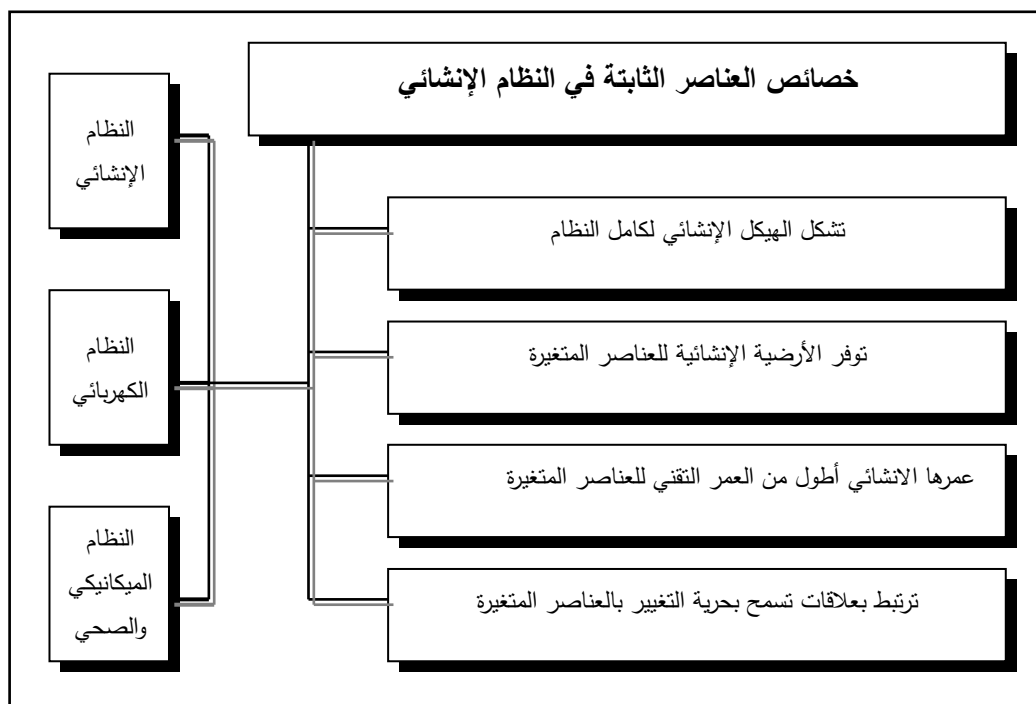 خصائص العناصر الثابتة في النظام الإنشائي
تشكل الهيكل الإنشائي لكامل النظام
توفر الأرضية الإنشائية للعناصر المتغيرة
عمرها الانشائي أطول من العمر التقني للعناصر المتغيرة
ترتبط بعلاقات تسمح بحرية التغيير بالعناصر المتغيرة
النظام
الإنشائي
النظام
الكهربائي
النظام
الميكانيكي
والصحي